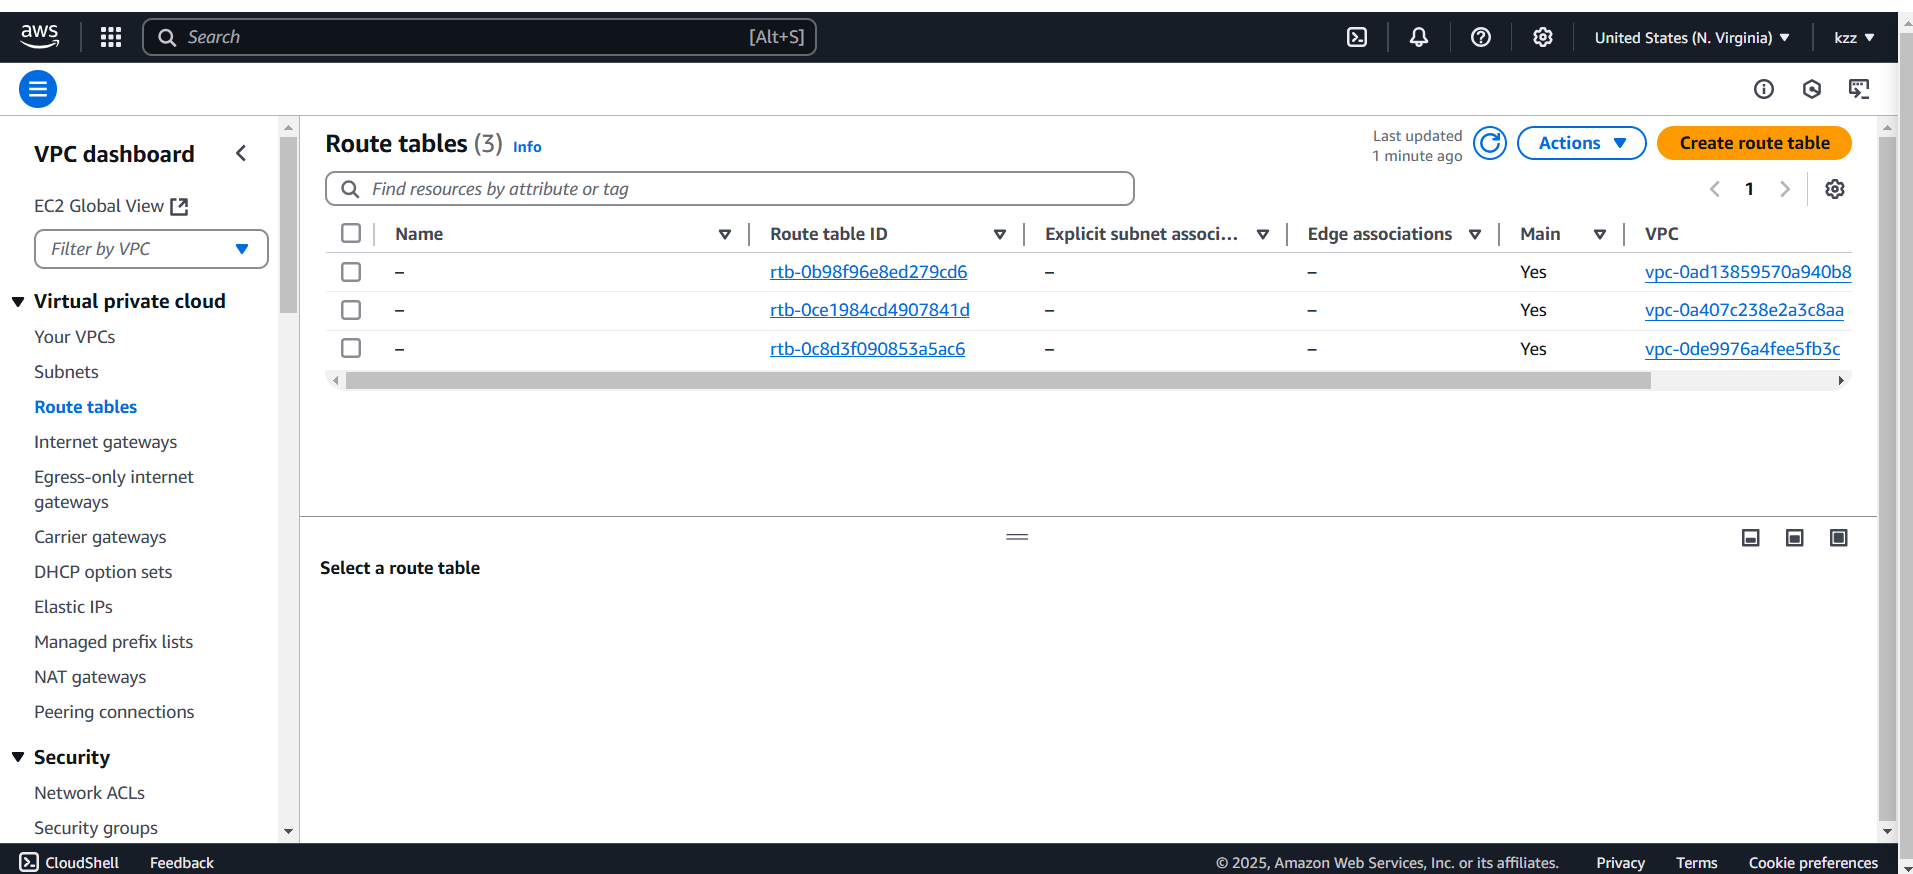 aws
Search [Alt+S]
United States (N. Virginia)
kzz
VPC dashboard
EC2 Global View
Filter by VPC
Virtual private cloud
Your VPCs
Subnets
Route tables
Internet gateways
Egress-only internet
gateways
Carrier gateways
DHCP option sets
Elastic IPs
Managed prefix lists
NAT gateways
Peering connections
Security
Network ACLs
Security groups
Route tables (3) Info
Last updated
1 minute ago
Actions
Create route table
Find resources by attribute or tag
1
Name Route table ID Explicit subnet associ... Edge associations Main VPC
– rtb-0b98f96e8ed279cd6 – – Yes vpc-0ad13859570a940b8
– rtb-0ce1984cd4907841d – – Yes vpc-0a407c238e2a3c8aa
– rtb-0c8d3f090853a5ac6 – – Yes vpc-0de9976a4fee5fb3c
Select a route table
CloudShell Feedback © 2025, Amazon Web Services, Inc. or its affiliates. Privacy Terms Cookie preferences